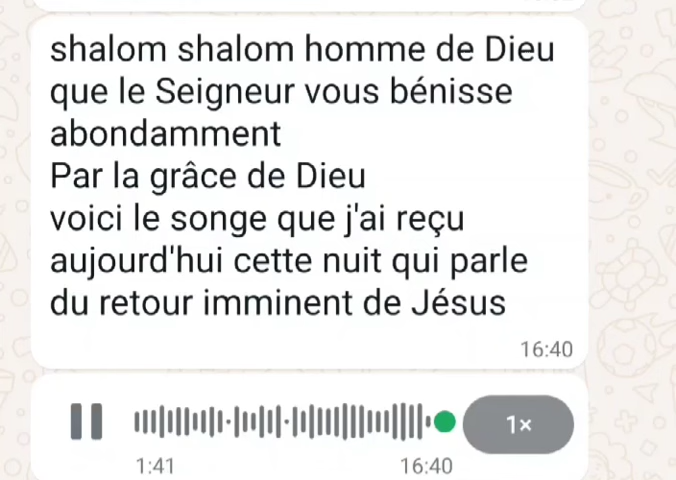 shalom shalom homme de Dieu
que le Seigneur vous bénisse
abondamment
Par la grâce de Dieu
voici le songe que j'ai reçu
aujourd'hui cette nuit qui parle
du retour imminent de Jésus
16:40
1×
1:41 16:40